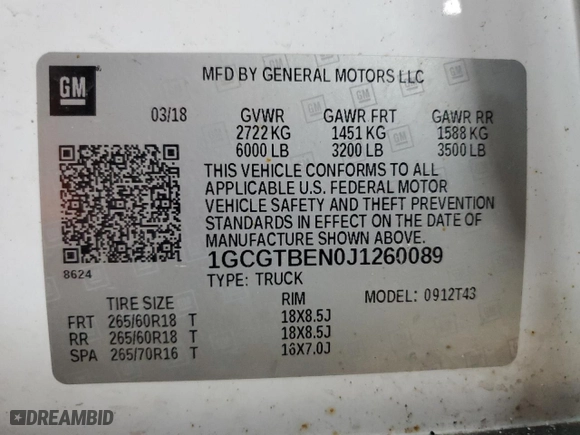 GM
MFD BY GENERAL MOTORS LLC
03/18 GVWR GAWR FRT GAWR RR
2722 KG 1451 KG 1588 KG
6000 LB 3200 LB 3500 LB
THIS VEHICLE CONFORMS TO ALL
APPLICABLE U.S. FEDERAL MOTOR
VEHICLE SAFETY AND THEFT PREVENTION
STANDARDS IN EFFECT ON THE DATE OF
MANUFACTURE SHOWN ABOVE.
8624
1GCGTBEN0J1260089
TYPE: TRUCK
TIRE SIZE RIM MODEL: 0912T43
FRT 265/60R18 T 18X8.5J
RR 265/60R18 T 18X8.5J
SPA 265/70R16 T 16X7.0J
DREAMBID